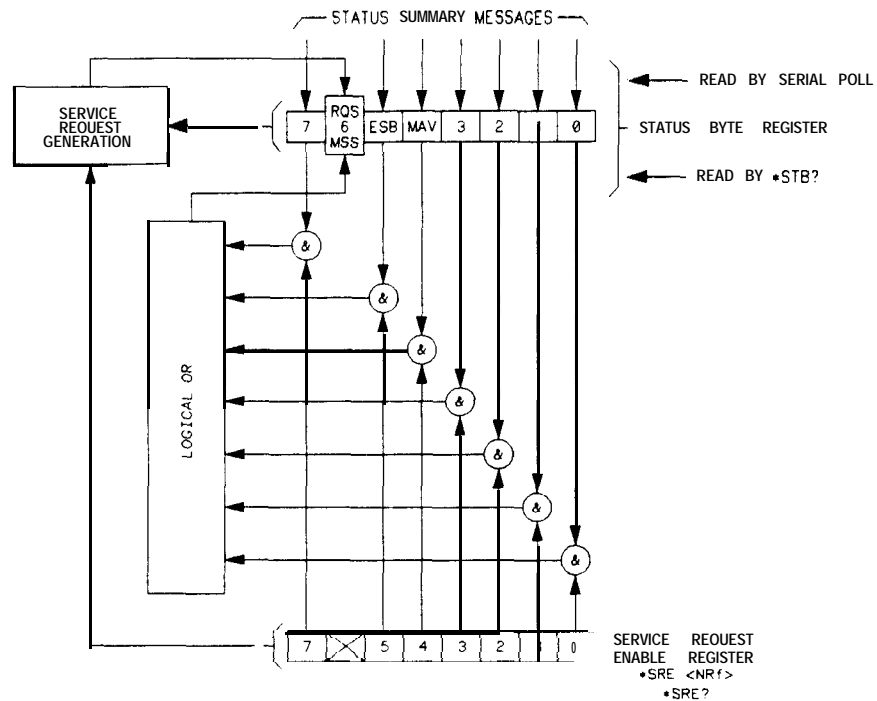 STATUS SUMMARY MESSAGES
READ BY SERIAL POLL
SERVICE
REQUEST
GENERATION
7 RQS 6 MSS ESB MAV 3 2 0
STATUS BYTE REGISTER
READ BY *STB?
&
&
&
&
LOGICAL OR
&
&
&
7 5 4 3 2 0
SERVICE REOUEST
ENABLE REGISTER
*SRE <NRf>
*SRE?